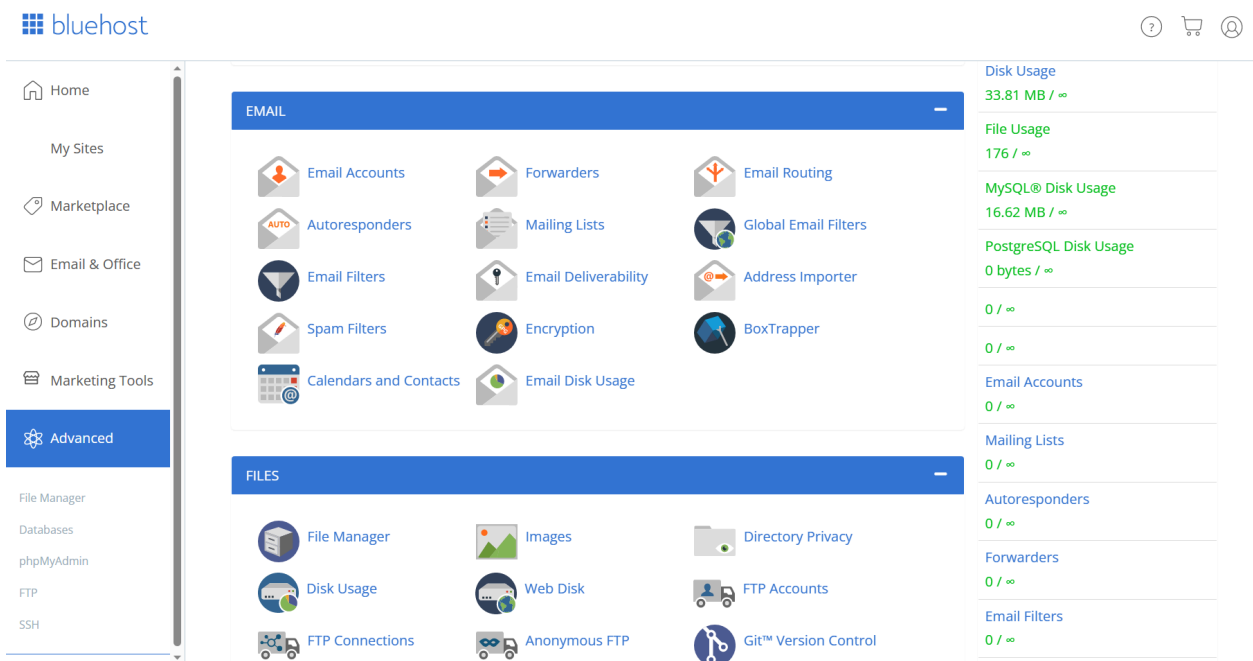 bluehost
?
Home
My Sites
Marketplace
Email & Office
Domains
Marketing Tools
Advanced
File Manager
Databases
phpMyAdmin
FTP
SSH
EMAIL
Email Accounts
Forwarders
Email Routing
AUTO
Autoresponders
Mailing Lists
Global Email Filters
Email Filters
Email Deliverability
@
Address Importer
Spam Filters
Encryption
BoxTrapper
@
Calendars and Contacts
Email Disk Usage
FILES
File Manager
Images
Directory Privacy
Disk Usage
Web Disk
FTP Accounts
FTP Connections
Anonymous FTP
Git™ Version Control
Disk Usage
33.81 MB / ∞
File Usage
176 / ∞
MySQL® Disk Usage
16.62 MB / ∞
PostgreSQL Disk Usage
0 bytes / ∞
0 / ∞
0 / ∞
Email Accounts
0 / ∞
Mailing Lists
0 / ∞
Autoresponders
0 / ∞
Forwarders
0 / ∞
Email Filters
0 / ∞